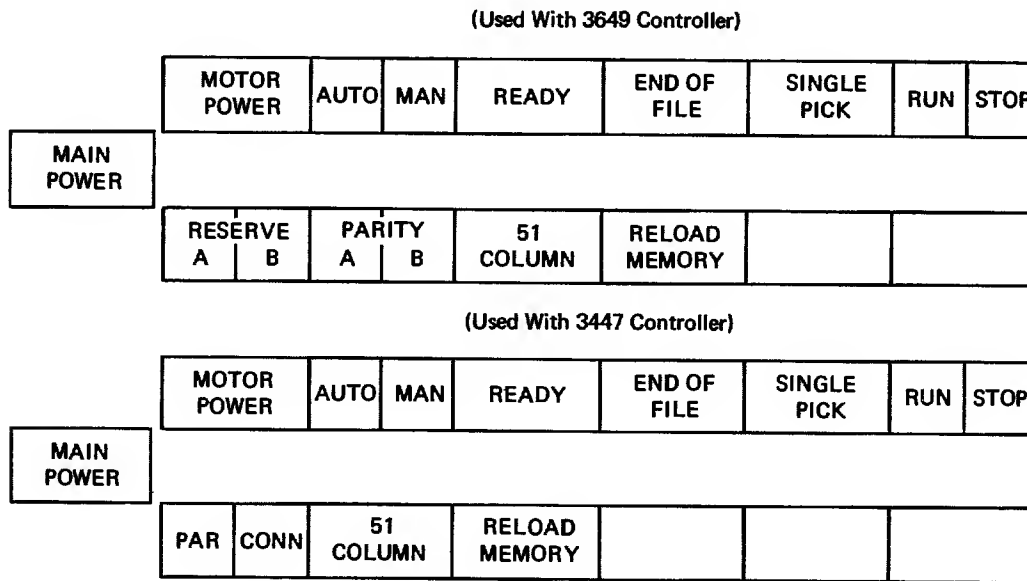 (Used With 3649 Controller)
MOTOR POWER AUTO MAN READY END OF FILE SINGLE PICK RUN STOP
MAIN POWER
RESERVE A B PARITY A B 51 COLUMN RELOAD MEMORY
(Used With 3447 Controller)
MOTOR POWER AUTO MAN READY END OF FILE SINGLE PICK RUN STOP
MAIN POWER
PAR CONN 51 COLUMN RELOAD MEMORY